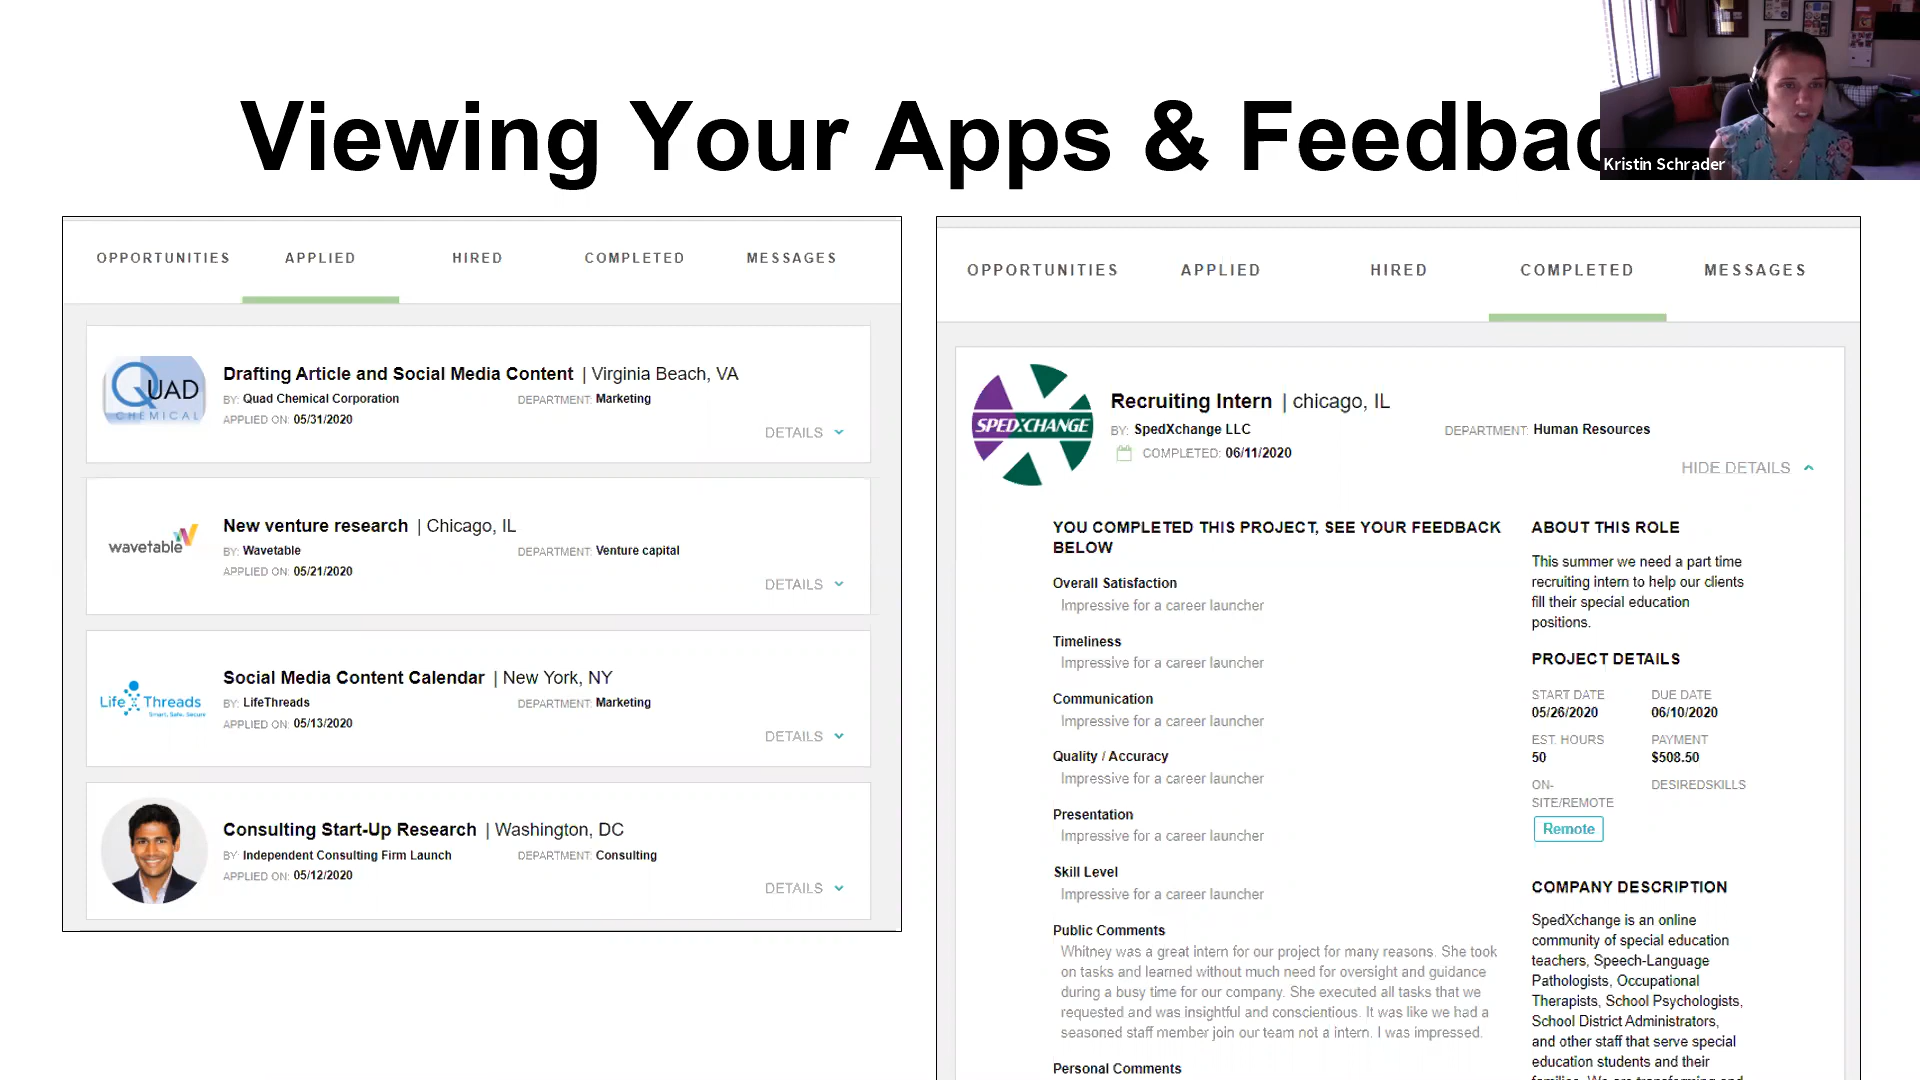 Viewing Your Apps & Feedbac
Kristin Schrader
OPPORTUNITIES APPLIED HIRED COMPLETED MESSAGES
QUAD
CHEMICAL
Drafting Article and Social Media Content | Virginia Beach, VA
BY: Quad Chemical Corporation DEPARTMENT: Marketing
APPLIED ON: 05/31/2020
DETAILS
wavetable
New venture research | Chicago, IL
BY: Wavetable DEPARTMENT: Venture capital
APPLIED ON: 05/21/2020
DETAILS
Life Threads
Smart. Safe. Secure
Social Media Content Calendar | New York, NY
BY: LifeThreads DEPARTMENT: Marketing
APPLIED ON: 05/13/2020
DETAILS
Consulting Start-Up Research | Washington, DC
BY: Independent Consulting Firm Launch DEPARTMENT: Consulting
APPLIED ON: 05/12/2020
DETAILS
OPPORTUNITIES APPLIED HIRED COMPLETED MESSAGES
SPEDXCHANGE
Recruiting Intern | chicago, IL
BY: SpedXchange LLC DEPARTMENT: Human Resources
COMPLETED: 06/11/2020
HIDE DETAILS
YOU COMPLETED THIS PROJECT, SEE YOUR FEEDBACK
BELOW
Overall Satisfaction
Impressive for a career launcher
Timeliness
Impressive for a career launcher
Communication
Impressive for a career launcher
Quality / Accuracy
Impressive for a career launcher
Presentation
Impressive for a career launcher
Skill Level
Impressive for a career launcher
Public Comments
Whitney was a great intern for our project for many reasons. She took
on tasks and learned without much need for oversight and guidance
during a busy time for our company. She executed all tasks that we
requested and was insightful and conscientious. It was like we had a
seasoned staff member join our team not a intern. I was impressed.
Personal Comments
ABOUT THIS ROLE
This summer we need a part time
recruiting intern to help our clients
fill their special education
positions.
PROJECT DETAILS
START DATE DUE DATE
05/26/2020 06/10/2020
EST. HOURS PAYMENT
50 $508.50
ON- DESIREDSKILLS
SITE/REMOTE
Remote
COMPANY DESCRIPTION
SpedXchange is an online
community of special education
teachers, Speech-Language
Pathologists, Occupational
Therapists, School Psychologists,
School District Administrators,
and other staff that serve special
education students and their
families. We are transforming and